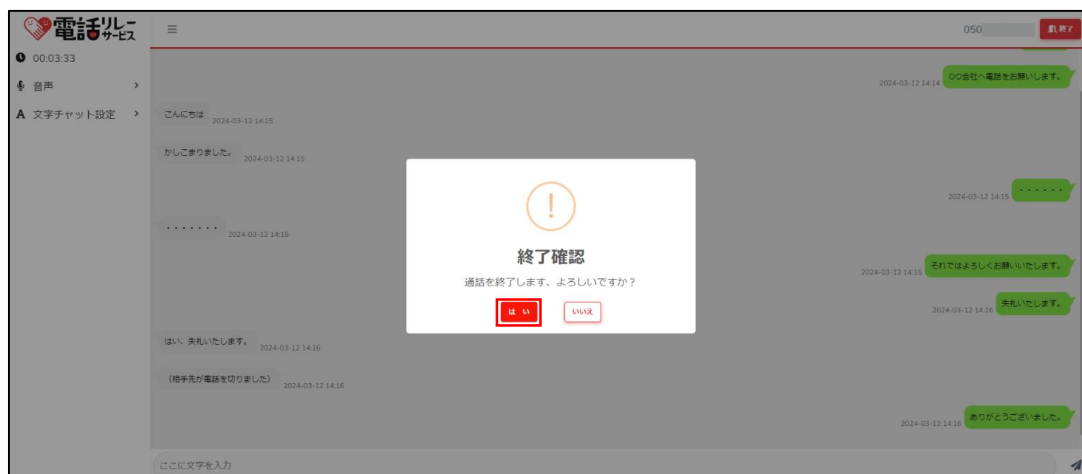 電話リレーサービス
050
終了
00:03:33
音声
A 文字チャット設定
〇〇会社へ電話をお願いします。
2024-03-12 14:14
こんにちは
2024-03-12 14:15
かしこまりました。
2024-03-12 14:15
・・・・・・
2024-03-12 14:15
・・・・・・・
2024-03-12 14:15
それではよろしくお願いいたします。
2024-03-12 14:15
失礼いたします。
2024-03-12 14:16
はい、失礼いたします。
2024-03-12 14:16
（相手先が電話を切りました）
2024-03-12 14:16
ありがとうございました。
2024-03-12 14:16
!
終了確認
通話を終了します、よろしいですか？
はい
いいえ
ここに文字を入力